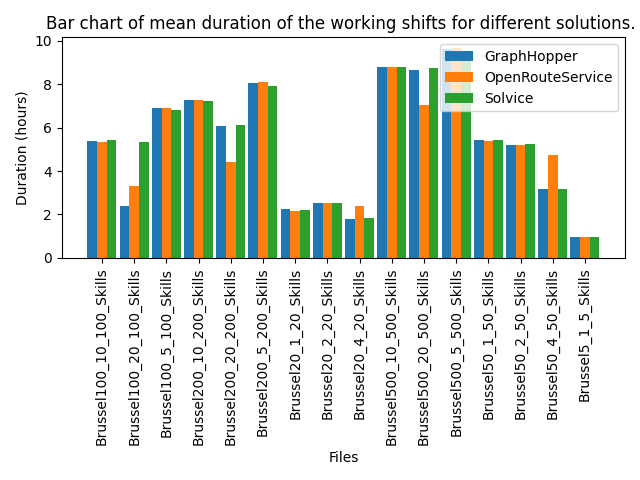 Bar chart of mean duration of the working shifts for different solutions.
Duration (hours)
10
8
6
4
2
0
GraphHopper
OpenRouteService
Solvice
Brussel100_10_100_Skills
Brussel100_20_100_Skills
Brussel100_5_100_Skills
Brussel200_10_200_Skills
Brussel200_20_200_Skills
Brussel200_5_200_Skills
Brussel20_1_20_Skills
Brussel20_2_20_Skills
Brussel20_4_20_Skills
Brussel500_10_500_Skills
Brussel500_20_500_Skills
Brussel500_5_500_Skills
Brussel50_1_50_Skills
Brussel50_2_50_Skills
Brussel50_4_50_Skills
Brussel5_1_5_Skills
Files